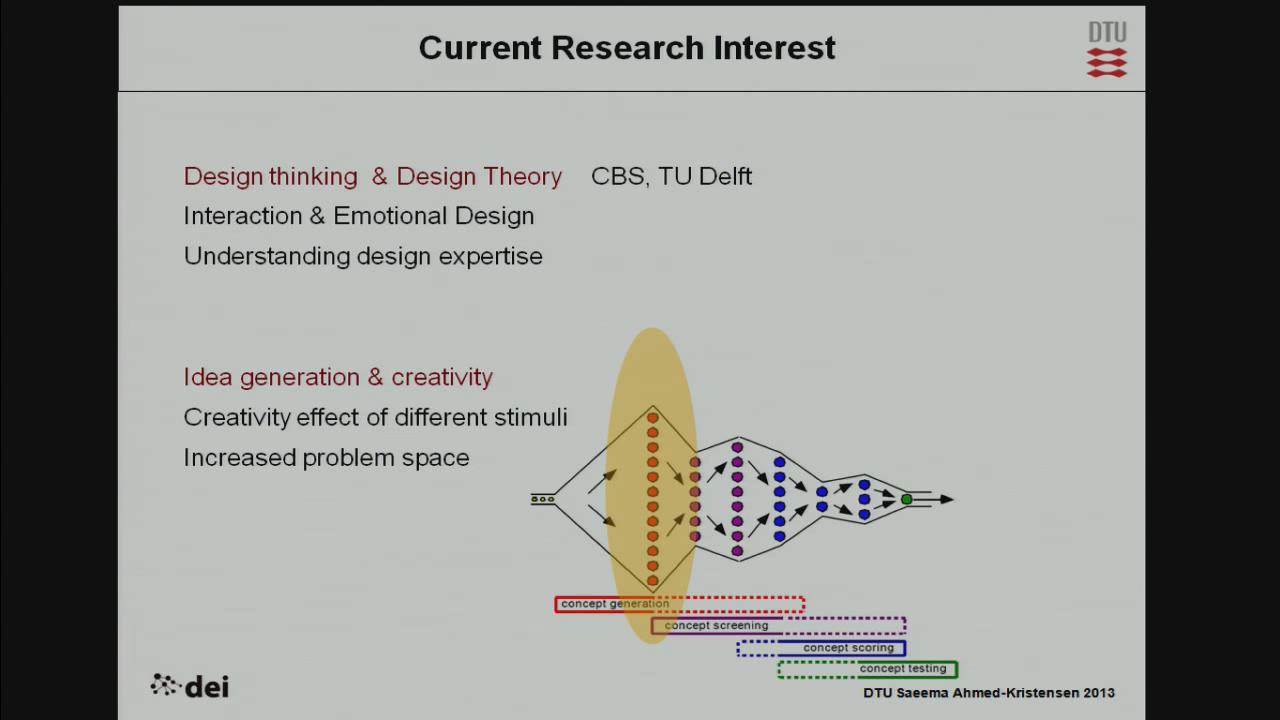 Current Research Interest
DTU
Design thinking & Design Theory CBS, TU Delft
Interaction & Emotional Design
Understanding design expertise
Idea generation & creativity
Creativity effect of different stimuli
Increased problem space
concept generation
concept screening
concept scoring
concept testing
dei
DTU Saeema Ahmed-Kristensen 2013